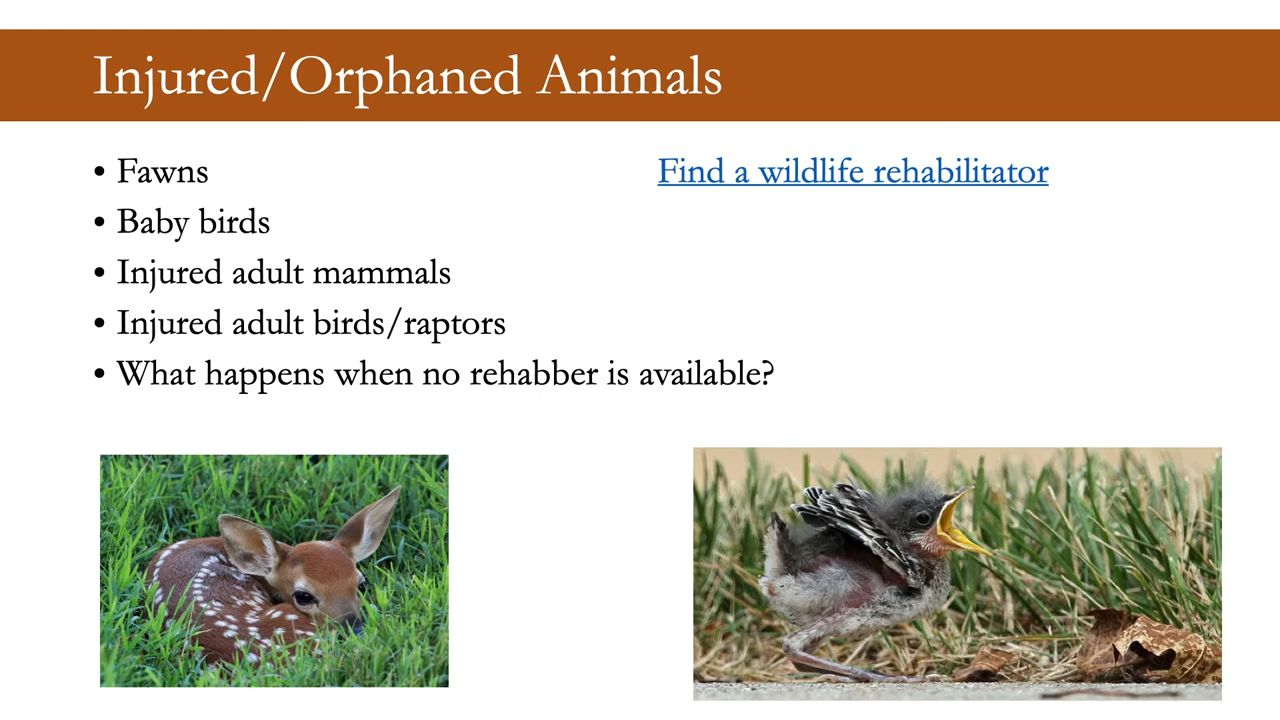 Injured/Orphaned Animals
• Fawns
Find a wildlife rehabilitator
• Baby birds
• Injured adult mammals
• Injured adult birds/raptors
• What happens when no rehabber is available?